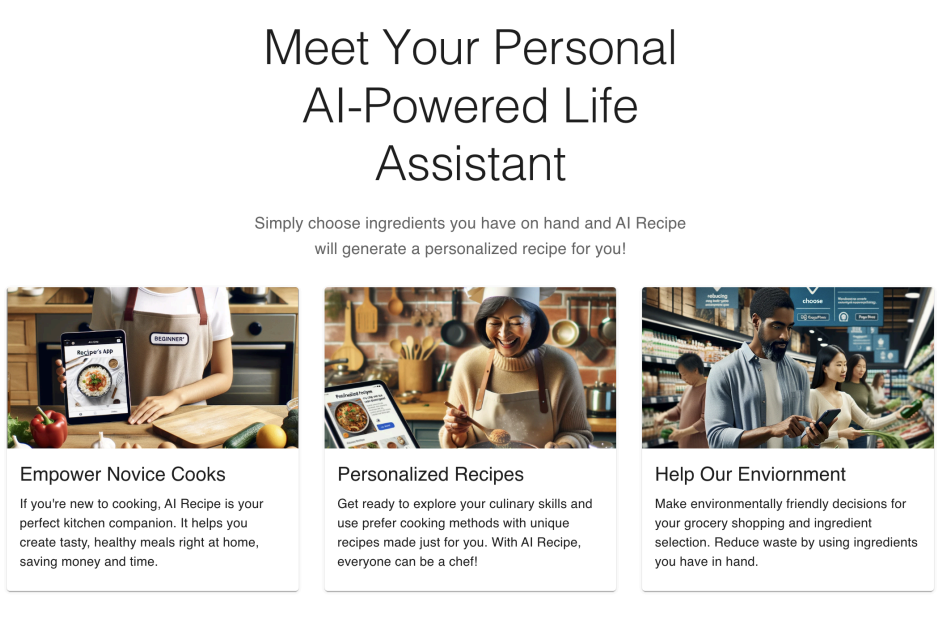 Meet Your Personal
AI-Powered Life
Assistant
Simply choose ingredients you have on hand and AI Recipe
will generate a personalized recipe for you!
BEGINNER
Recipe's App
choose
Empower Novice Cooks
If you're new to cooking, AI Recipe is your
perfect kitchen companion. It helps you
create tasty, healthy meals right at home,
saving money and time.
Personalized Recipes
Get ready to explore your culinary skills and
use prefer cooking methods with unique
recipes made just for you. With AI Recipe,
everyone can be a chef!
Help Our Enviornment
Make environmentally friendly decisions for
your grocery shopping and ingredient
selection. Reduce waste by using ingredients
you have in hand.